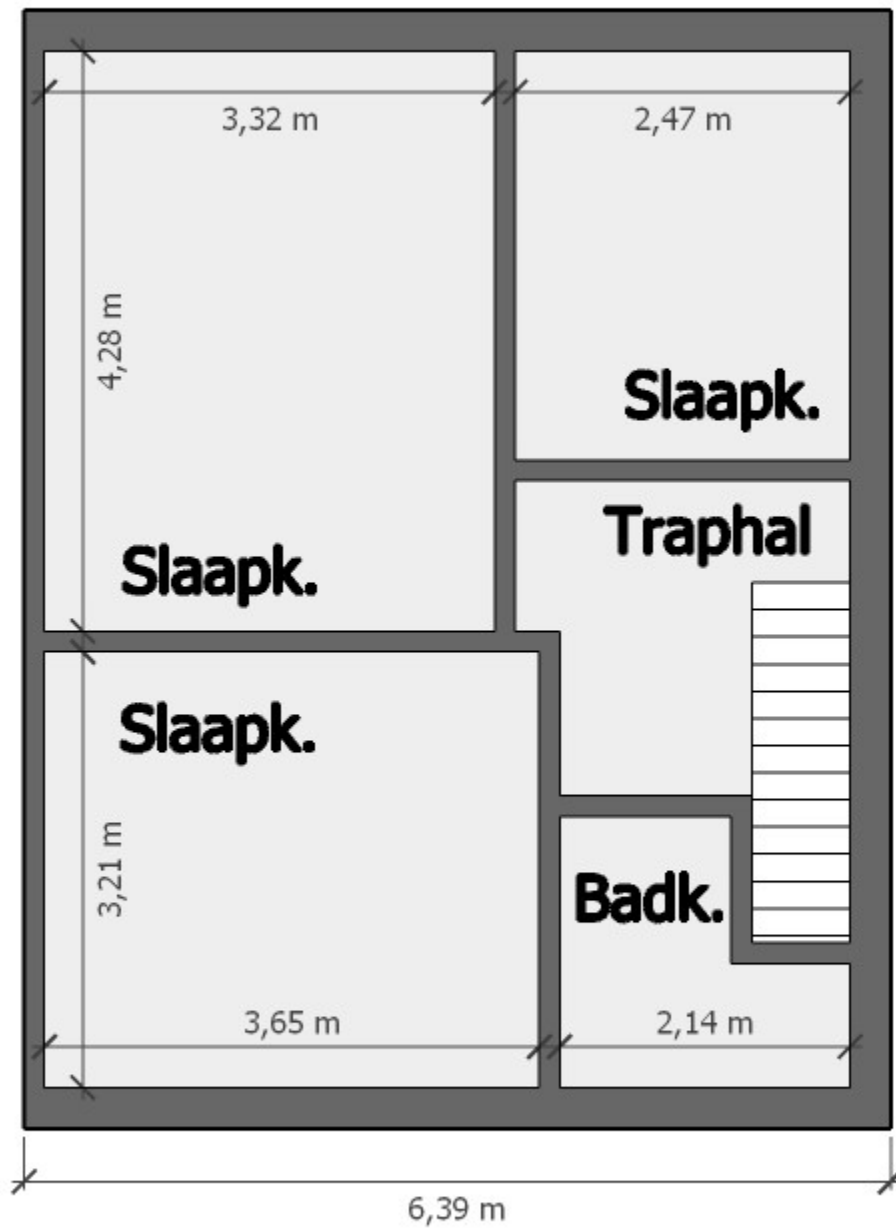 3,32 m
2,47 m
4,28 m
Slaapk.
Traphal
Slaapk.
Slaapk.
3,21 m
Badk.
3,65 m
2,14 m
6,39 m